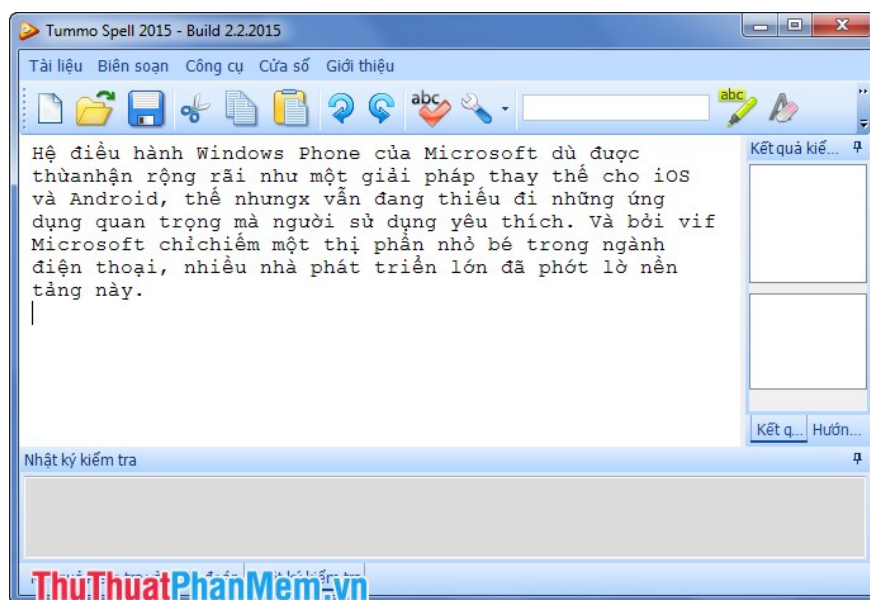 Tummo Spell 2015 - Build 2.2.2015
Tài liệu Biên soạn Công cụ Cửa sổ Giới thiệu
abc
abc
Hệ điều hành Windows Phone của Microsoft dù được
thừanhận rộng rãi như một giải pháp thay thế cho iOS
và Android, thế nhưngx vẫn đang thiếu đi những ứng
dụng quan trọng mà người sử dụng yêu thích. Và bởi vif
Microsoft chỉchiếm một thị phần nhỏ bé trong ngành
điện thoại, nhiều nhà phát triển lớn đã phớt lờ nền
tảng này.
Kết quả kiể...
Kết q... Hướn...
Nhật ký kiểm tra
ThuThuatPhanMem.vn